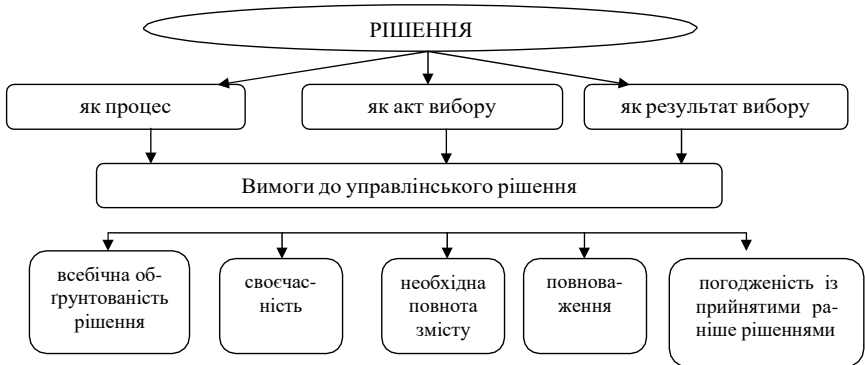 РІШЕННЯ
як процес
як акт вибору
як результат вибору
Вимоги до управлінського рішення
всебічна об-
ґрунтованість
рішення
своєчас-
ність
необхідна
повнота
змісту
повнова-
ження
погодженість із
прийнятими ра-
ніше рішеннями